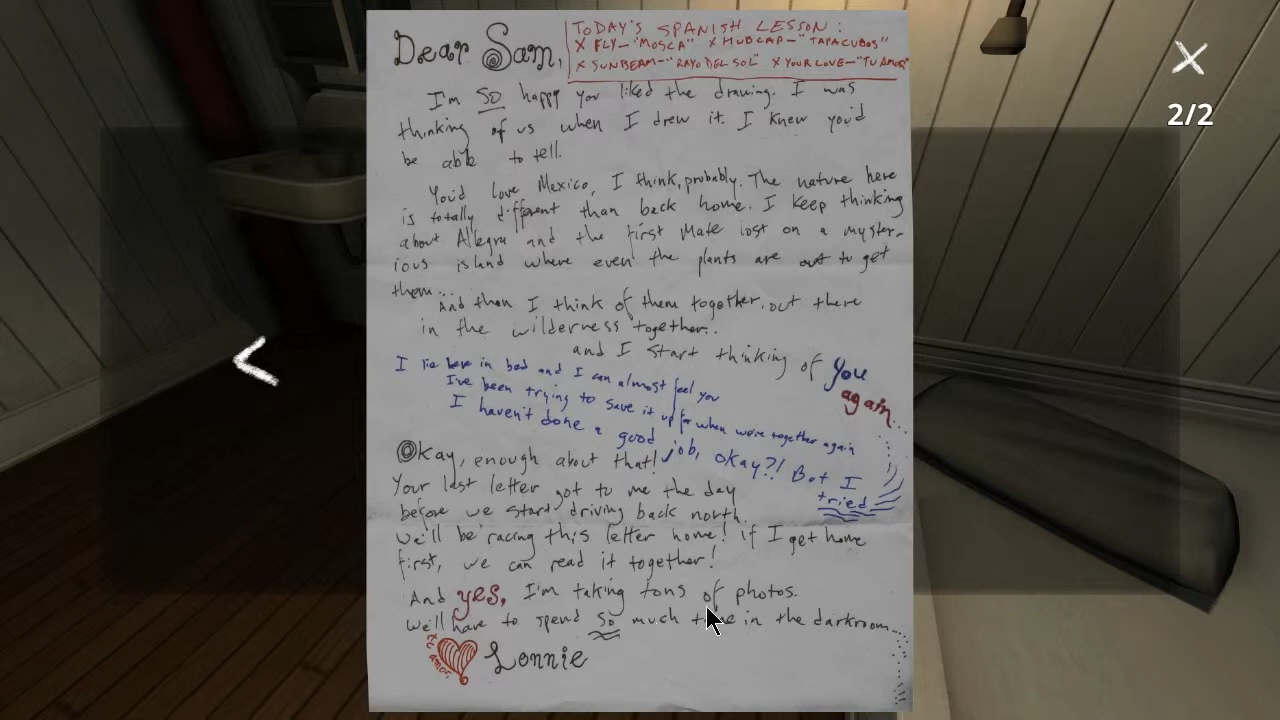 Dear Sam,
TODAY'S SPANISH LESSON:
x FLY-"MOSCA" x HUBCAP-"TAPACUBOS"
x SUNBEAM-"RAYO DEL SOL" x YOUR LOVE-"TU AMOR"
I'm SO happy you liked the drawing. I was
thinking of us when I drew it. I knew you'd
be able to tell.
You'd love Mexico, I think, probably. The nature here
is totally different than back home. I keep thinking
about Allegra and the First Mate lost on a myster-
ious island where even the plants are out to get
them...
And then I think of them together, out there
in the wilderness together..
and I start thinking of you
again
I lie here in bed and I can almost feel you
I've been trying to save it up for when we're together again
I haven't done a good job, okay?! But I
tried
Okay, enough about that!
Your last letter got to me the day
before we start driving back north.
We'll be racing this letter home! If I get home
first, we can read it together!
And yes, I'm taking tons of photos.
We'll have to spend so much time in the darkroom...
tu amor,
Lonnie
2/2